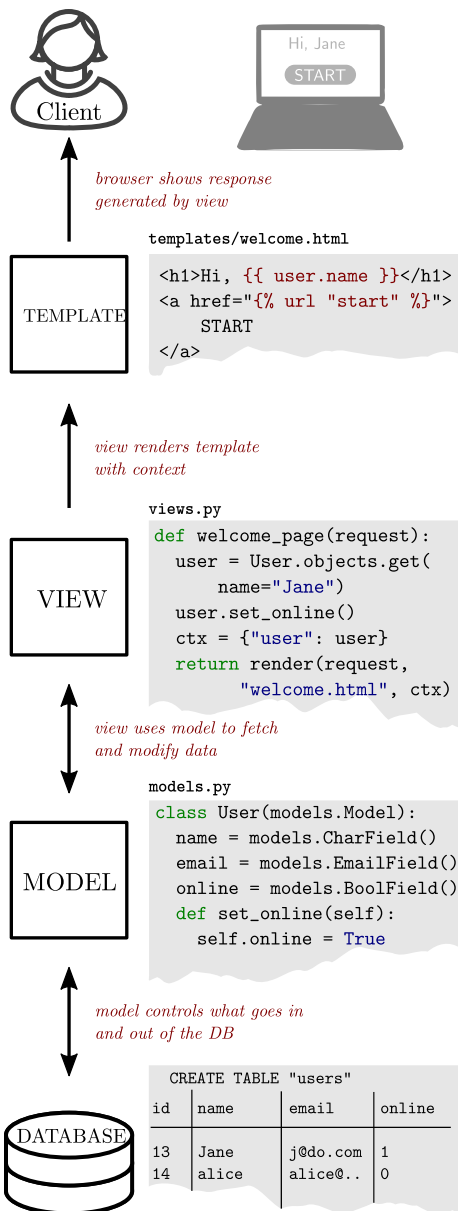 Hi, Jane
START
Client
browser shows response
generated by view
templates/welcome.html
<h1>Hi, {{ user.name }}</h1>
<a href="{% url "start" %}">
START
</a>
TEMPLATE
view renders template
with context
views.py
def welcome_page(request):
user = User.objects.get(
name="Jane")
user.set_online()
ctx = {"user": user}
return render(request,
"welcome.html", ctx)
VIEW
view uses model to fetch
and modify data
models.py
class User(models.Model):
name = models.CharField()
email = models.EmailField()
online = models.BoolField()
def set_online(self):
self.online = True
MODEL
model controls what goes in
and out of the DB
CREATE TABLE "users"
id name email online
13 Jane j@do.com 1
14 alice alice@.. 0
DATABASE